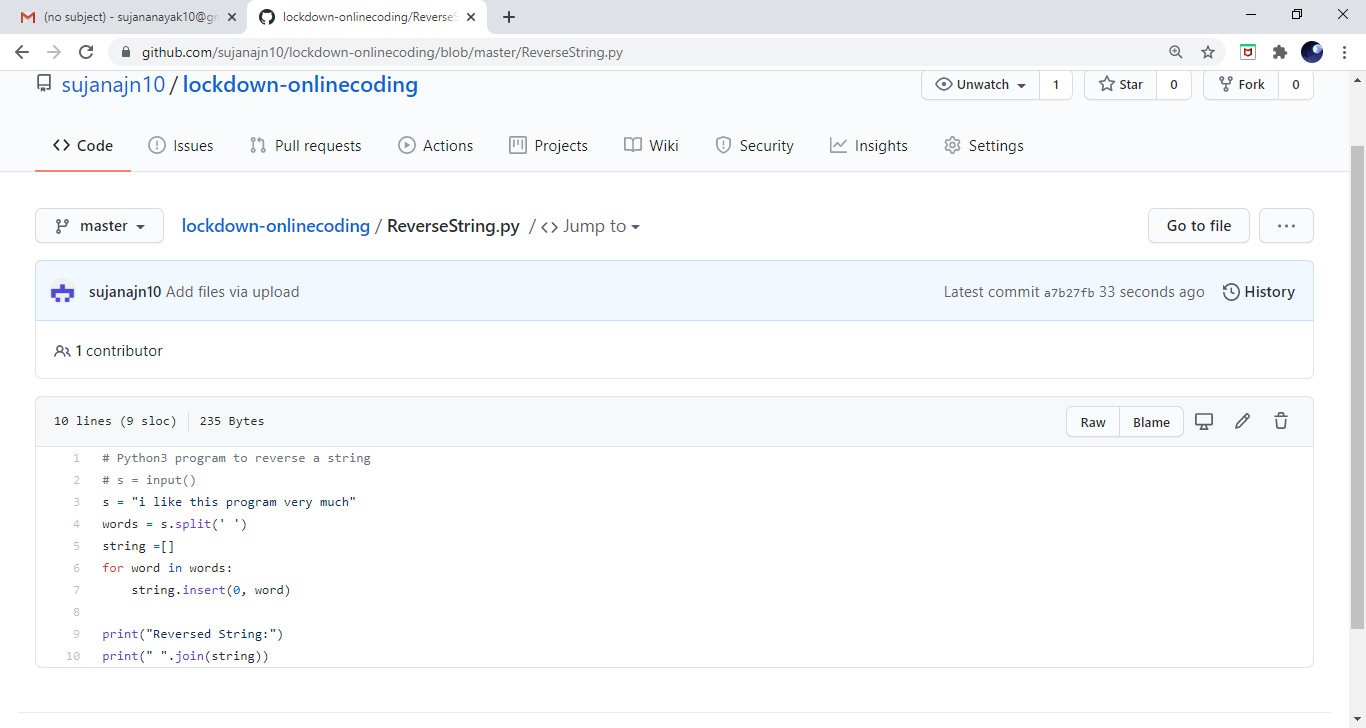 (no subject) - sujananayak10@gm
lockdown-onlinecoding/ReverseS
github.com/sujanajn10/lockdown-onlinecoding/blob/master/ReverseString.py
sujanajn10 / lockdown-onlinecoding
Unwatch 1 Star 0 Fork 0
Code Issues Pull requests Actions Projects Wiki Security Insights Settings
master lockdown-onlinecoding / ReverseString.py / <> Jump to Go to file ...
sujanajn10 Add files via upload Latest commit a7b27fb 33 seconds ago History
1 contributor
10 lines (9 sloc) 235 Bytes Raw Blame
1 # Python3 program to reverse a string
2 # s = input()
3 s = "i like this program very much"
4 words = s.split(' ')
5 string =[]
6 for word in words:
7     string.insert(0, word)
8
9 print("Reversed String:")
10 print(" ".join(string))